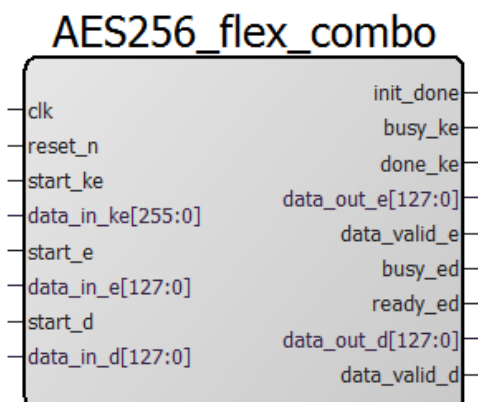 AES256_flex_combo
clk
reset_n
start_ke
data_in_ke[255:0]
start_e
data_in_e[127:0]
start_d
data_in_d[127:0]
init_done
busy_ke
done_ke
data_out_e[127:0]
data_valid_e
busy_ed
ready_ed
data_out_d[127:0]
data_valid_d